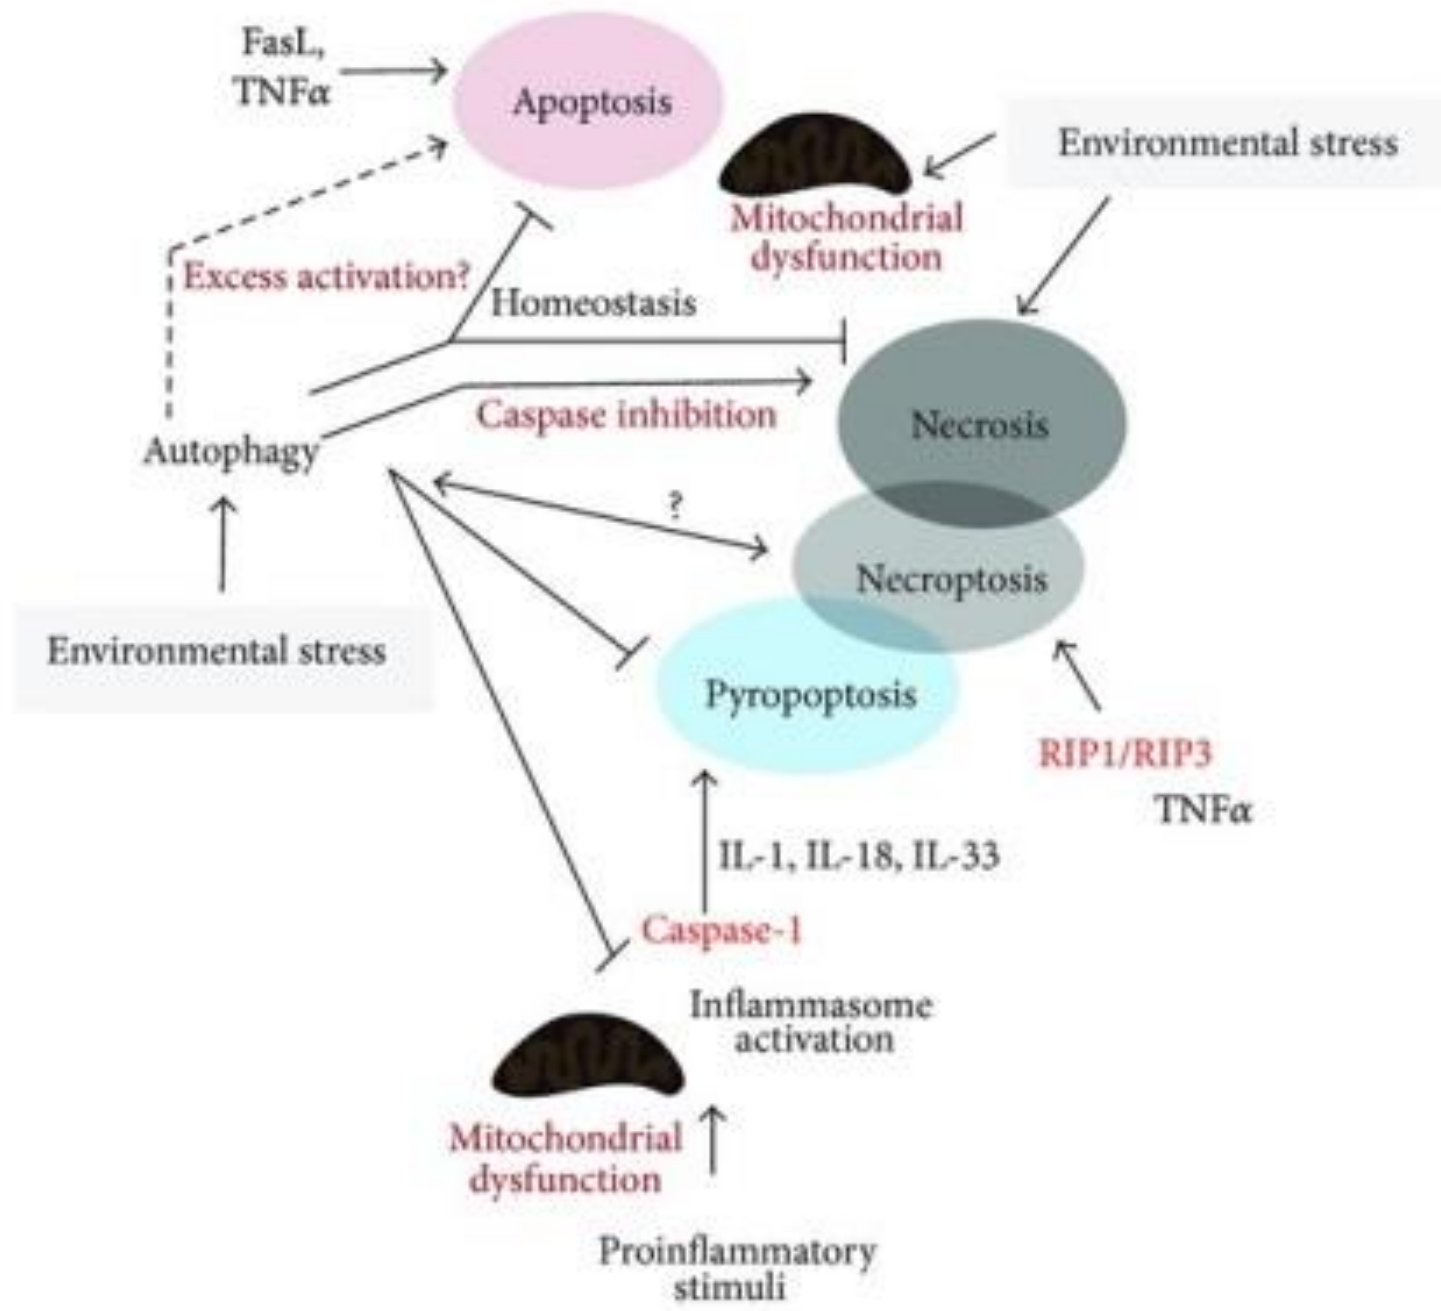 FasL,
TNFα
Apoptosis
Environmental stress
Mitochondrial
dysfunction
Excess activation?
Homeostasis
Caspase inhibition
Necrosis
Autophagy
?
Necroptosis
Environmental stress
Pyropoptosis
RIP1/RIP3
TNFα
IL-1, IL-18, IL-33
Caspase-1
Inflammasome
activation
Mitochondrial
dysfunction
Proinflammatory
stimuli